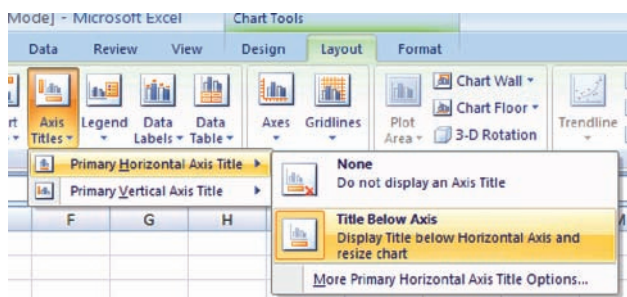 Mode] - Microsoft Excel Chart Tools
Data Review View Design Layout Format
Axis Titles Legend Data Labels Data Table Axes Gridlines Plot Area Chart Wall Chart Floor 3-D Rotation Trendline
Primary Horizontal Axis Title
Primary Vertical Axis Title
None
Do not display an Axis Title
Title Below Axis
Display Title below Horizontal Axis and
resize chart
More Primary Horizontal Axis Title Options...
F G H